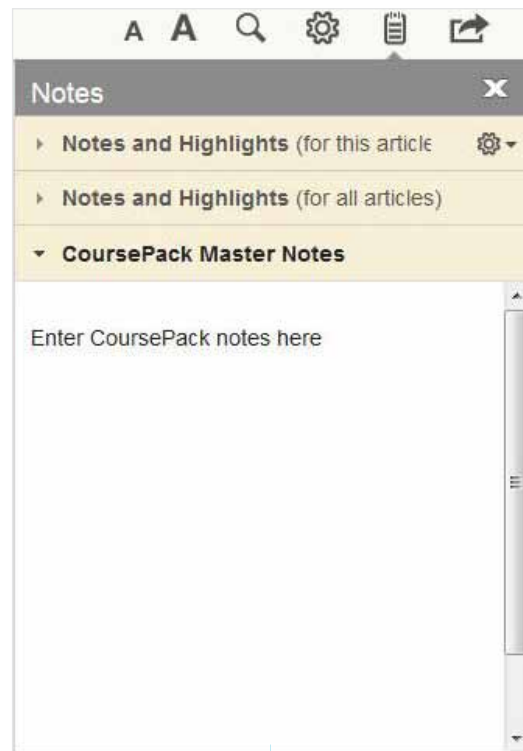 A A
Notes
Notes and Highlights (for this article
Notes and Highlights (for all articles)
CoursePack Master Notes
Enter CoursePack notes here